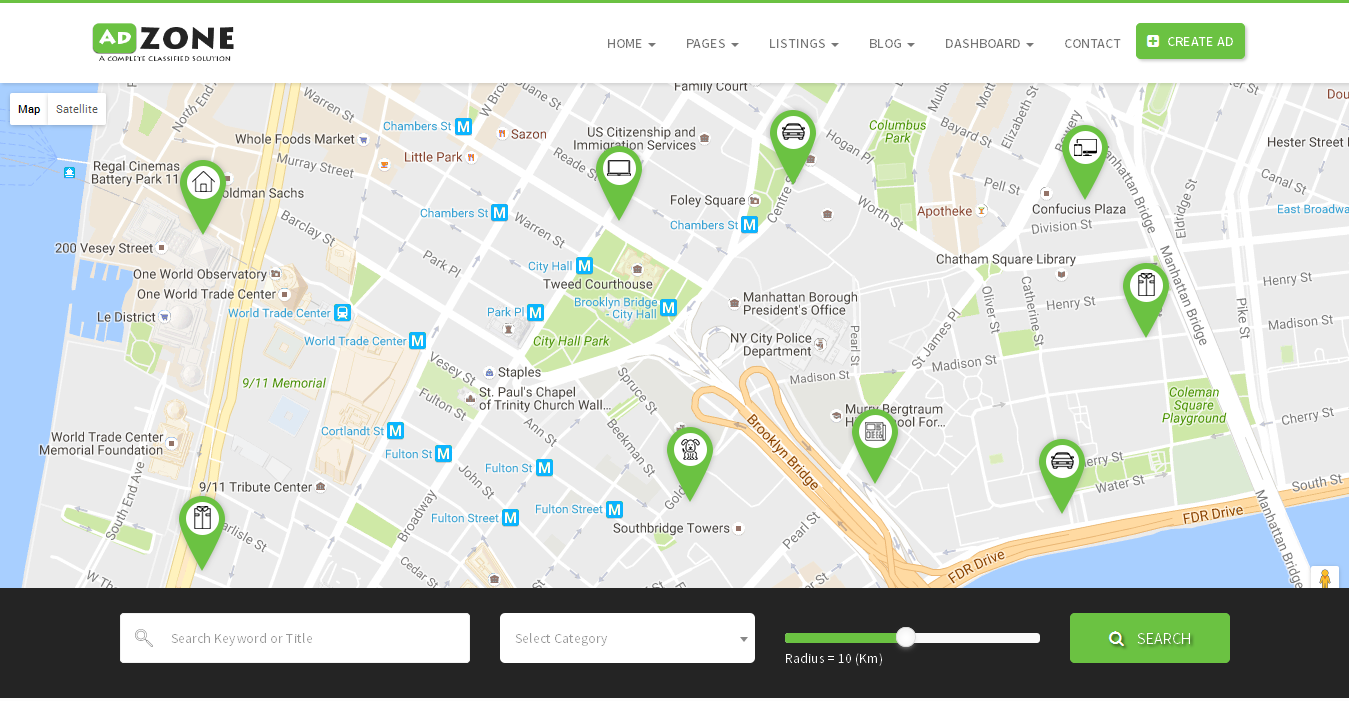 AD ZONE
A COMPLETE CLASSIFIED SOLUTION
HOME
PAGES
LISTINGS
BLOG
DASHBOARD
CONTACT
CREATE AD
Map
Satellite
North End
Warren St
W Broadway
Duane St
Family Court
Whole Foods Market
Murray Street
Chambers St
Sazon
Little Park
US Citizenship and
Immigration Services
Reade St
Columbus
Park
Hogan Pl
Mulberry
Bayard St
Elizabeth St
Bowery
Manhattan Bridge
Hester Street
Canal St
Regal Cinemas
Battery Park 11
Goldman Sachs
Barclay St
Chambers St
Warren St
Foley Square
Chambers St
Centre St
Worth St
Pell St
Apotheke
Confucius Plaza
Division St
Eldridge St
East Broadway
200 Vesey Street
Park Pl
City Hall
Tweed Courthouse
Chatham Square Library
One World Observatory
One World Trade Center
Le District
World Trade Center
World Trade Center
Park Pl
Brooklyn Bridge
- City Hall
City Hall Park
Manhattan Borough
President's Office
NY City Police
Department
Pearl St
St James Pl
Oliver St
Catherine St
Henry St
Henry St
Manhattan Bridge
Pike St
Madison St
Madison St
Madison St
9/11 Memorial
Vesey St
Fulton St
Staples
St. Paul's Chapel
of Trinity Church Wall...
Spruce St
Ann St
Beekman St
Brooklyn Bridge
Murry Bergtraum
High School For...
Coleman
Square
Playground
Cherry St
Cherry St
World Trade Center
Memorial Foundation
Cortlandt St
Fulton St
Fulton St
John St
Gold St
Water St
South St
9/11 Tribute Center
South End Ave
Carlisle St
Broadway
Fulton Street
Fulton Street
Southbridge Towers
Pearl St
FDR Drive
FDR Drive
Manhattan Bridge
W Th
Cedar St
Search Keyword or Title
Select Category
Radius = 10 (Km)
SEARCH